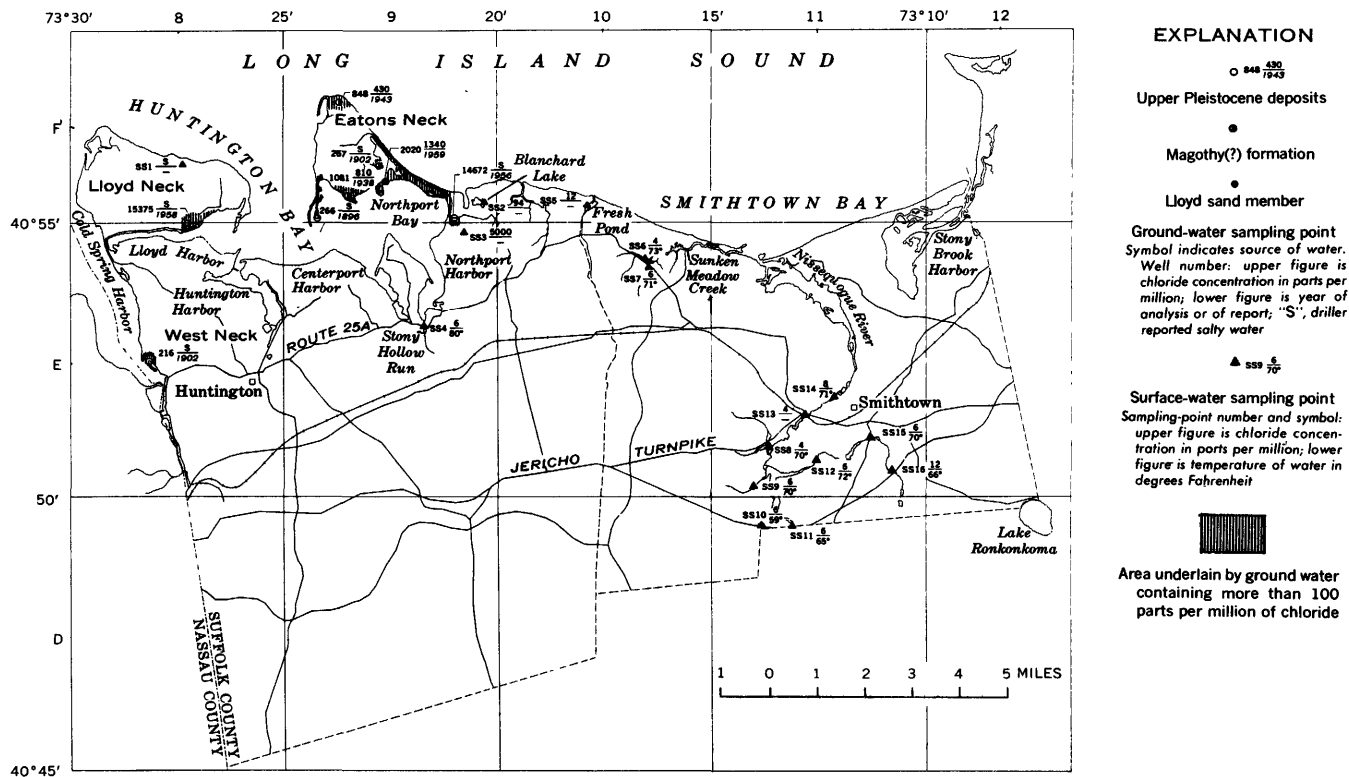 73°30' 8 25' 9 20' 10 15' 11 73°10' 12
LONG ISLAND SOUND
HUNTINGTON BAY
F'
E
D
40°55'
50'
40°45'
848 430
1943
Eatons Neck
SS1 S
–
Lloyd Neck
15375 S
1958
267 S
1902
2020 1340
1959
1081 810
1938
266 S
1896
Northport
Bay
14672 S
1956
Blanchard
Lake
SS2 94
–
SS5 12
–
SS3 5000
–
Fresh
Pond
SMITHTOWN BAY
Stony
Brook
Harbor
Cold Spring Harbor
Lloyd Harbor
Huntington
Harbor
Centerport
Harbor
Northport
Harbor
SS6 4
73°
SS7 6
71°
Sunken
Meadow
Creek
Nissequogue River
West Neck
216 S
1902
ROUTE 25A
SS4 6
60°
Stony
Hollow
Run
Huntington
SS14 8
71°
Smithtown
SS13 4
–
SS15 6
70°
JERICHO TURNPIKE
SS8 4
70°
SS12 6
72°
SS16 12
66°
SS9 6
70°
SS10 6
59°
SS11 6
65°
Lake
Ronkonkoma
SUFFOLK COUNTY
NASSAU COUNTY
1 0 1 2 3 4 5 MILES
EXPLANATION
848 430
1943
Upper Pleistocene deposits
Magothy(?) formation
Lloyd sand member
Ground-water sampling point
Symbol indicates source of water.
Well number: upper figure is
chloride concentration in parts per
million; lower figure is year of
analysis or of report; "S", driller
reported salty water
SS9 6
70°
Surface-water sampling point
Sampling-point number and symbol:
upper figure is chloride concen-
tration in parts per million; lower
figure is temperature of water in
degrees Fahrenheit
Area underlain by ground water
containing more than 100
parts per million of chloride